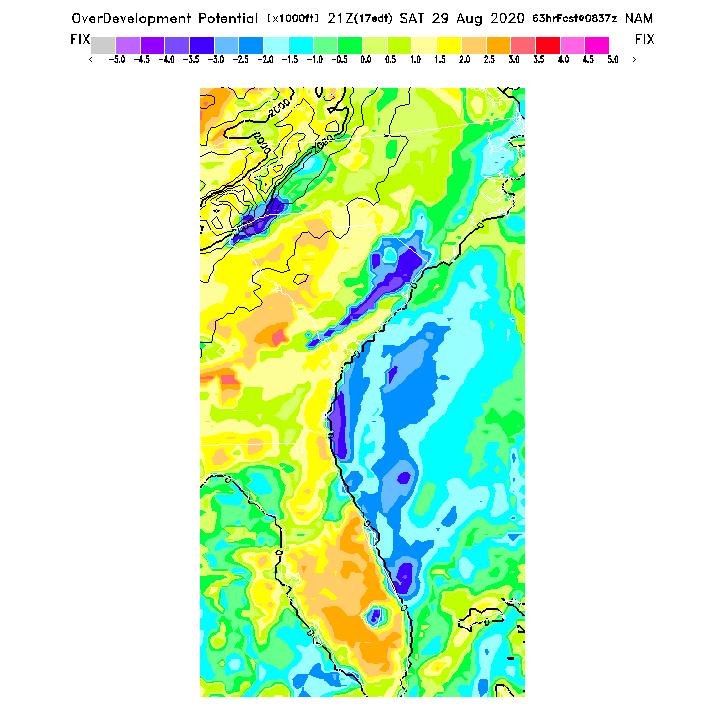 OverDevelopment Potential [x1000ft] 21Z(17edt) SAT 29 Aug 2020 63hrFcst@0837z NAM
FIX FIX
< -5.0 -4.5 -4.0 -3.5 -3.0 -2.5 -2.0 -1.5 -1.0 -0.5 0.0 0.5 1.0 1.5 2.0 2.5 3.0 3.5 4.0 4.5 5.0 >
2000
2000